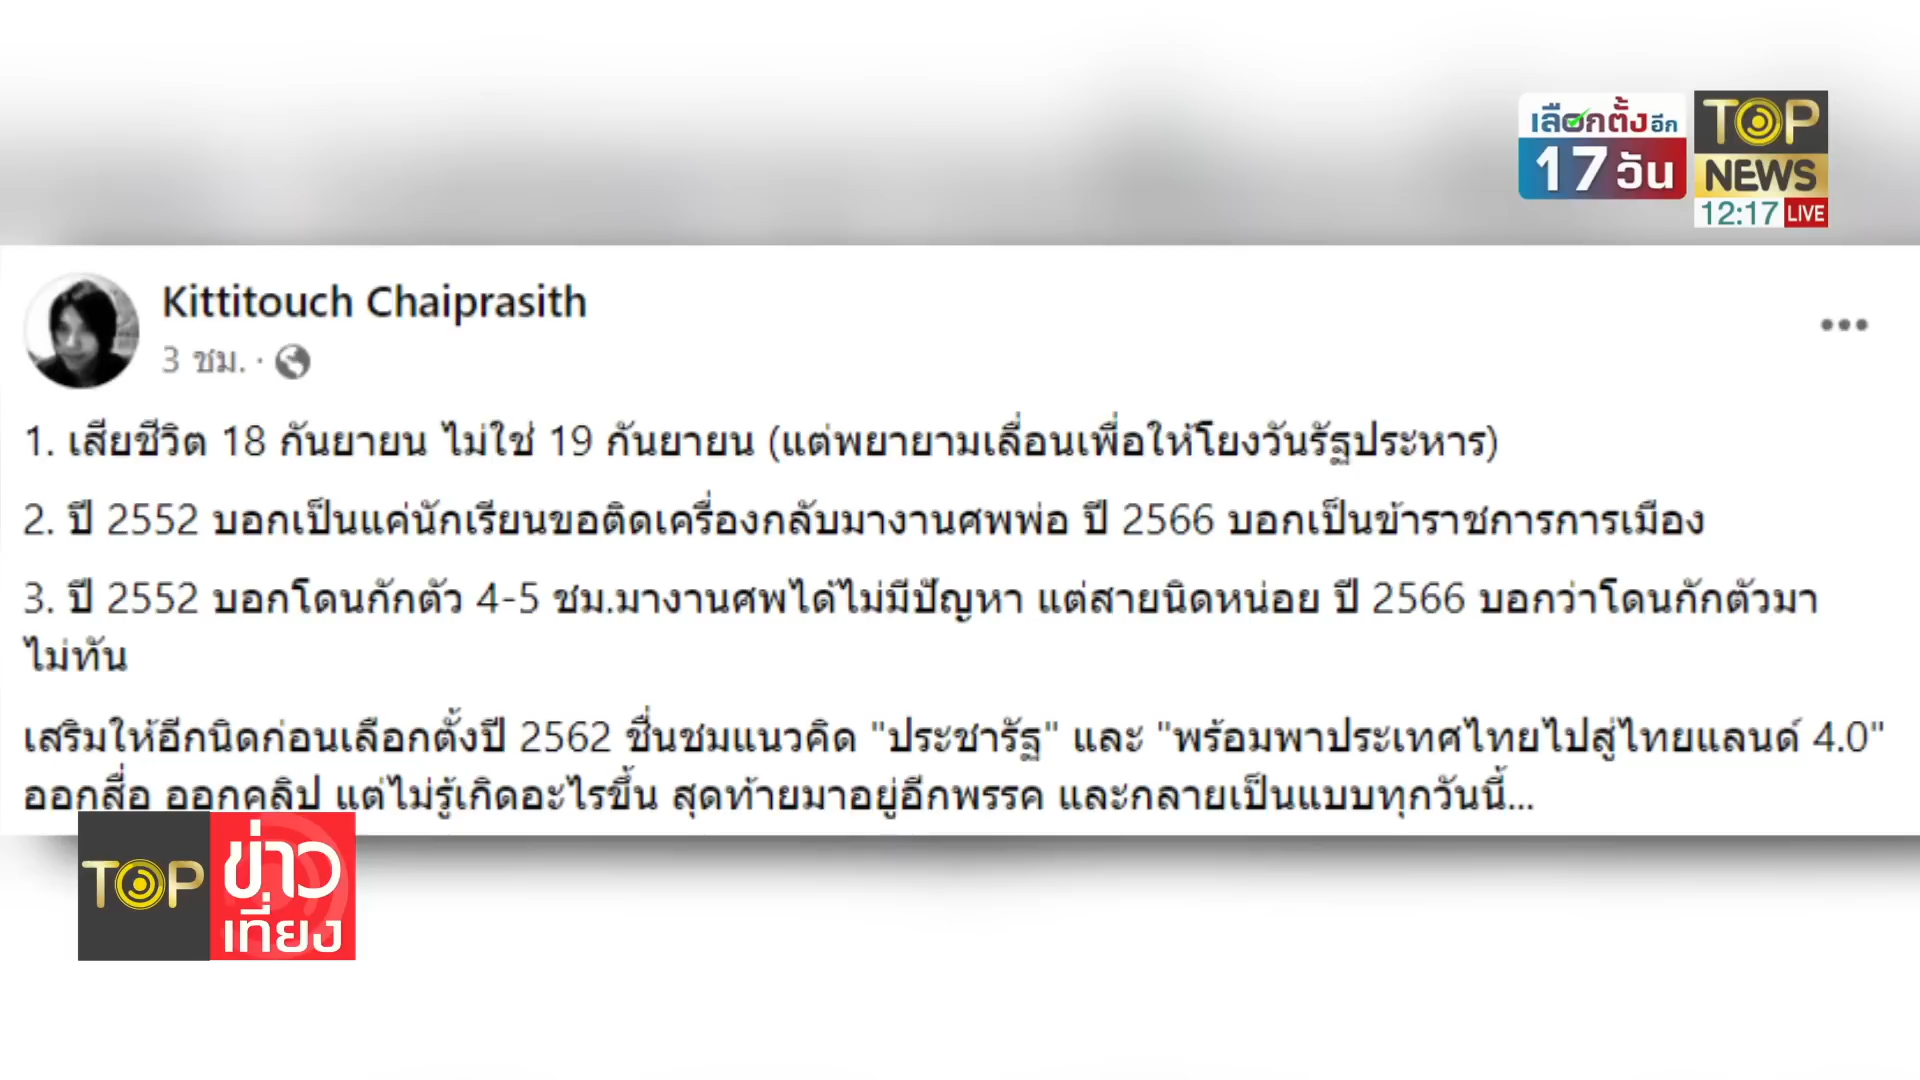 เลือกตั้งอีก
17 วัน
TOP
NEWS
12:17 LIVE
Kittitouch Chaiprasith
3 ชม. ·
1. เสียชีวิต 18 กันยายน ไม่ใช่ 19 กันยายน (แต่พยายามเลื่อนเพื่อให้โยงวันรัฐประหาร)
2. ปี 2552 บอกเป็นแค่นักเรียนขอติดเครื่องกลับมางานศพพ่อ ปี 2566 บอกเป็นข้าราชการการเมือง
3. ปี 2552 บอกโดนกักตัว 4-5 ชม.มางานศพได้ไม่มีปัญหา แต่สายนิดหน่อย ปี 2566 บอกว่าโดนกักตัวมา
ไม่ทัน
เสริมให้อีกนิดก่อนเลือกตั้งปี 2562 ชื่นชมแนวคิด "ประชารัฐ" และ "พร้อมพาประเทศไทยไปสู่ไทยแลนด์ 4.0"
ออกสื่อ ออกคลิป แต่ไม่รู้เกิดอะไรขึ้น สุดท้ายมาอยู่อีกพรรค และกลายเป็นแบบทุกวันนี้...
TOP ข่าว
เที่ยง